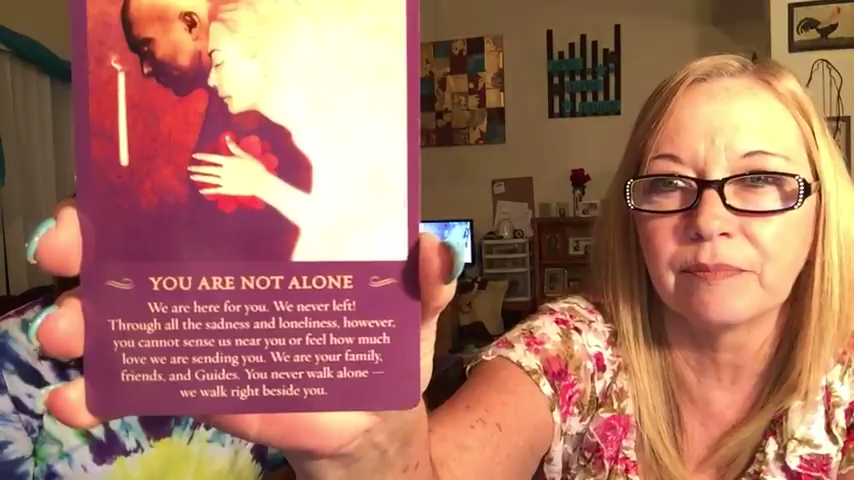 YOU ARE NOT ALONE
We are here for you. We never left!
Through all the sadness and loneliness, however,
you cannot sense us near you or feel how much
love we are sending you. We are your family,
friends, and Guides. You never walk alone —
we walk right beside you.